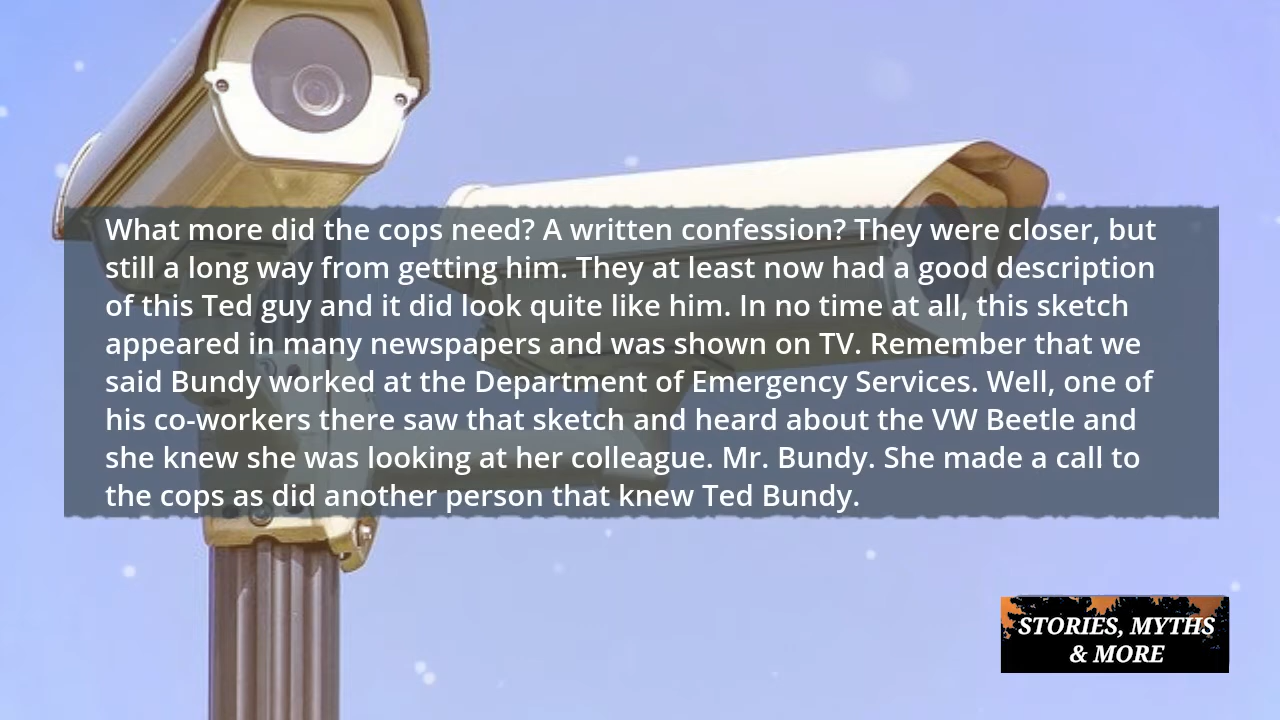 What more did the cops need? A written confession? They were closer, but
still a long way from getting him. They at least now had a good description
of this Ted guy and it did look quite like him. In no time at all, this sketch
appeared in many newspapers and was shown on TV. Remember that we
said Bundy worked at the Department of Emergency Services. Well, one of
his co-workers there saw that sketch and heard about the VW Beetle and
she knew she was looking at her colleague. Mr. Bundy. She made a call to
the cops as did another person that knew Ted Bundy.
STORIES, MYTHS
& MORE